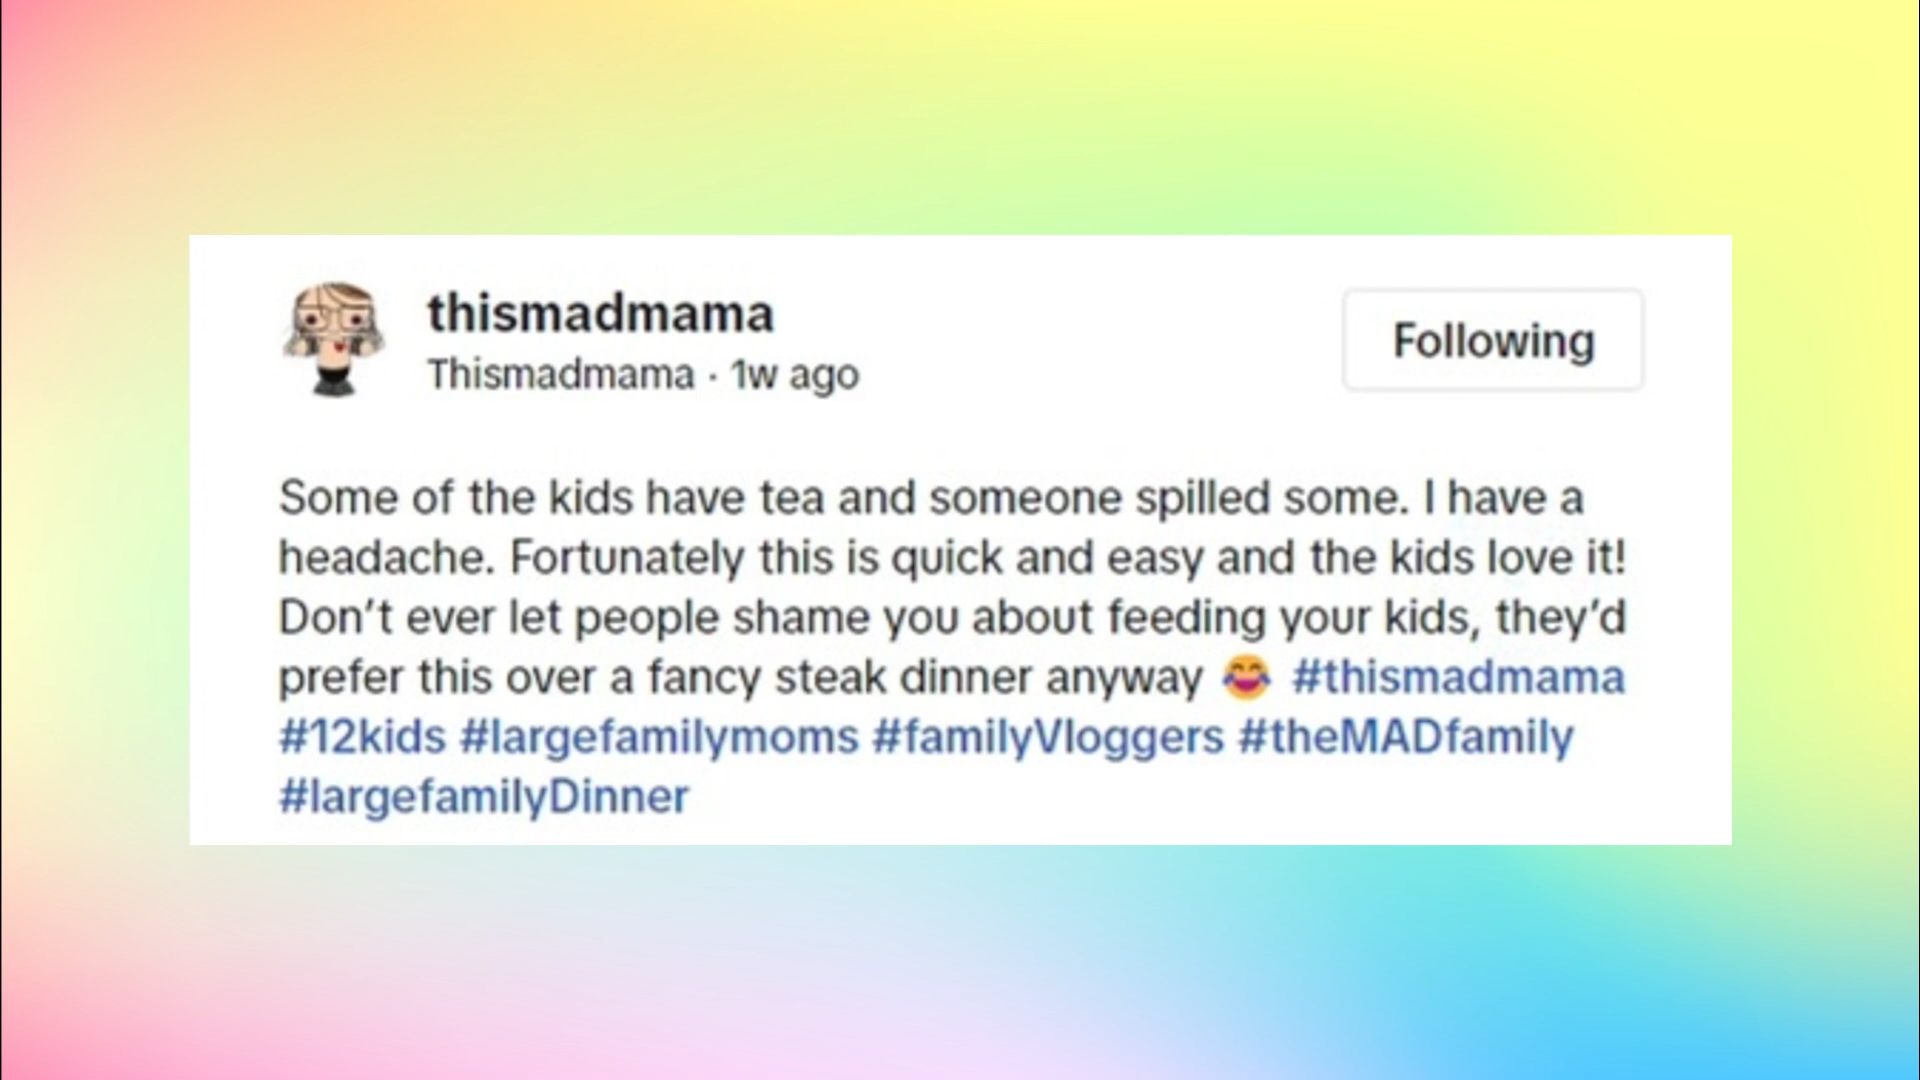 thismadmama
Thismadmama · 1w ago
Following
Some of the kids have tea and someone spilled some. I have a
headache. Fortunately this is quick and easy and the kids love it!
Don’t ever let people shame you about feeding your kids, they’d
prefer this over a fancy steak dinner anyway 😂 #thismadmama
#12kids #largefamilymoms #familyVloggers #theMADfamily
#largefamilyDinner